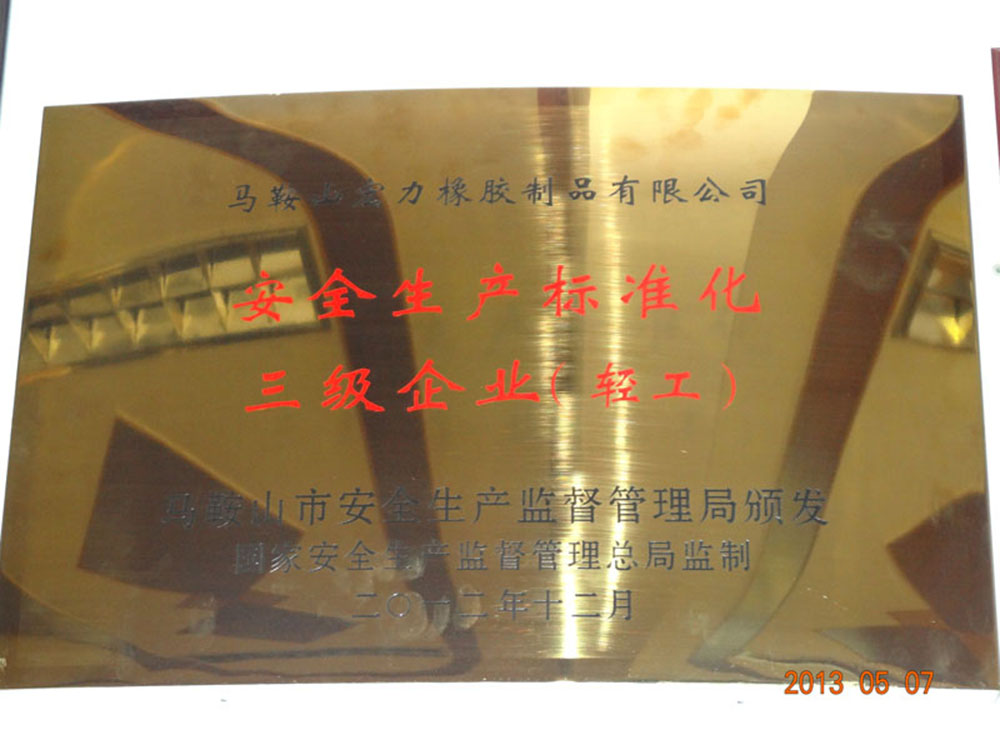 马鞍山宏力橡胶制品有限公司
安全生产标准化
三级企业(轻工)
马鞍山市安全生产监督管理局颁发
国家安全生产监督管理总局监制
二〇一二年十二月
2013 05 07